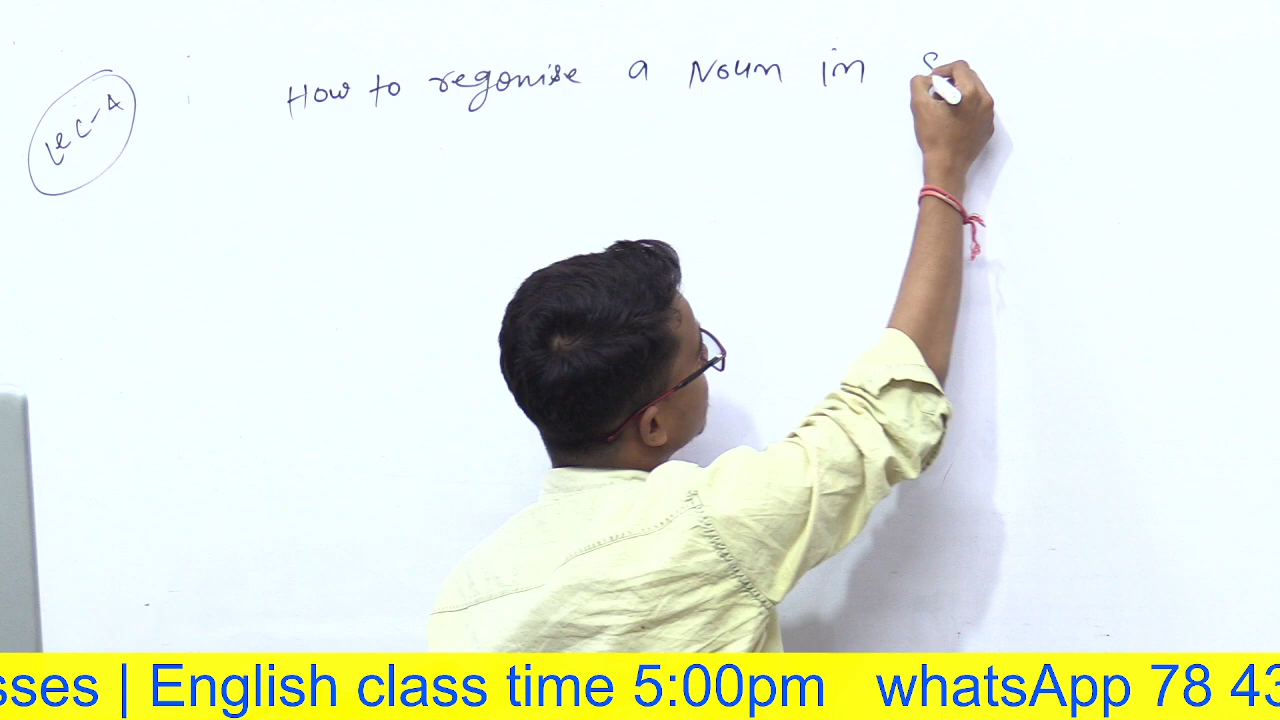 How to regonise a Noun in S
Lec-4
sses | English class time 5:00pm whatsApp 78 43